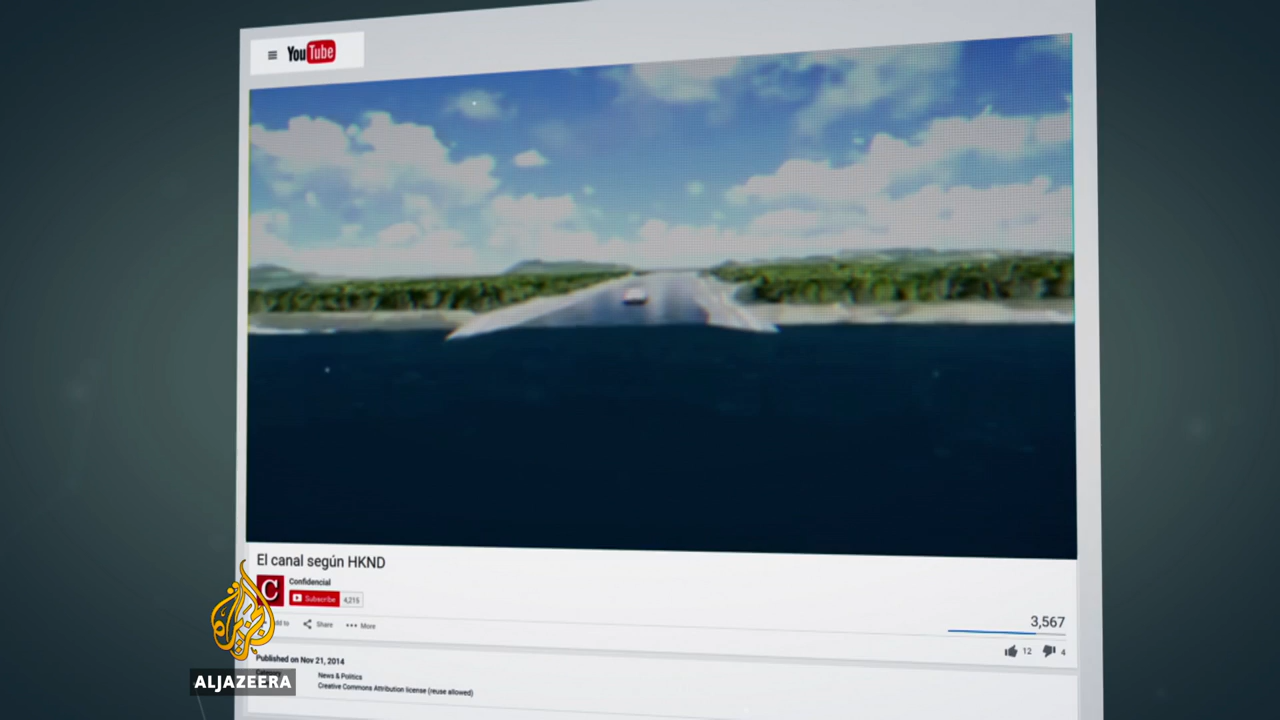 YouTube
El canal según HKND
C
Confidencial
Subscribe 4,215
3,567
to Share More
12 4
Published on Nov 21, 2014
News & Politics
Creative Commons Attribution license (reuse allowed)
ALJAZEERA